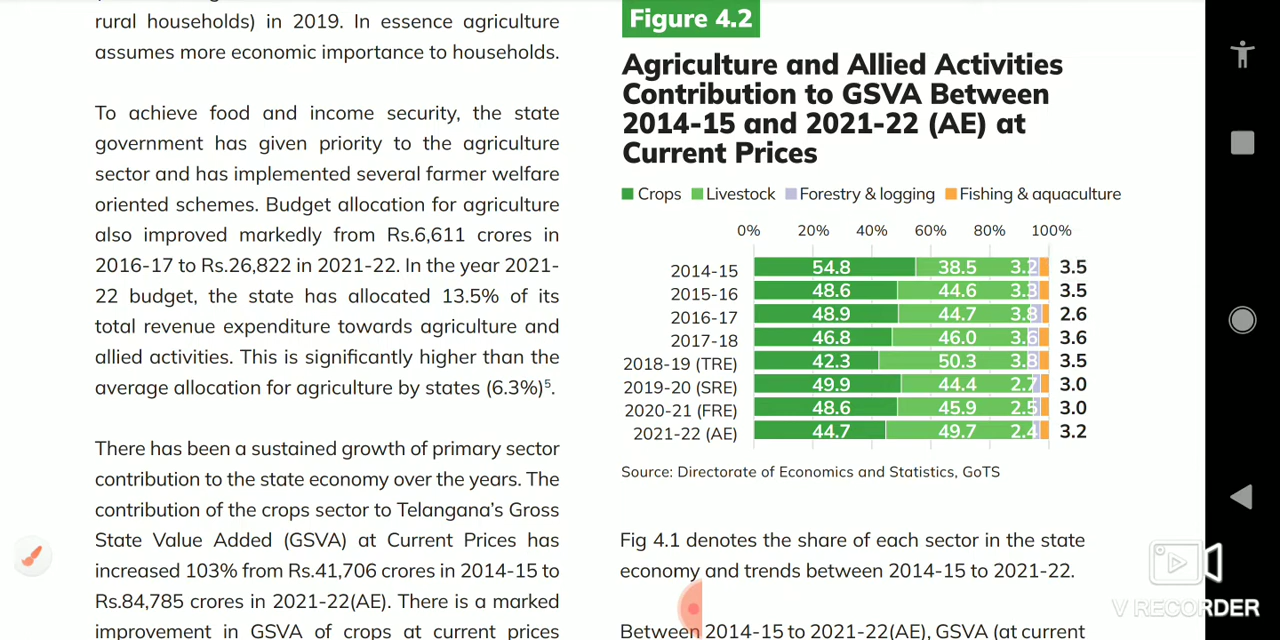 rural households) in 2019. In essence agriculture
assumes more economic importance to households.
To achieve food and income security, the state
government has given priority to the agriculture
sector and has implemented several farmer welfare
oriented schemes. Budget allocation for agriculture
also improved markedly from Rs.6,611 crores in
2016-17 to Rs.26,822 in 2021-22. In the year 2021-
22 budget, the state has allocated 13.5% of its
total revenue expenditure towards agriculture and
allied activities. This is significantly higher than the
average allocation for agriculture by states (6.3%)5.
There has been a sustained growth of primary sector
contribution to the state economy over the years. The
contribution of the crops sector to Telangana's Gross
State Value Added (GSVA) at Current Prices has
increased 103% from Rs.41,706 crores in 2014-15 to
Rs.84,785 crores in 2021-22(AE). There is a marked
improvement in GSVA of crops at current prices
Figure 4.2
Agriculture and Allied Activities
Contribution to GSVA Between
2014-15 and 2021-22 (AE) at
Current Prices
Crops Livestock Forestry & logging Fishing & aquaculture
0% 20% 40% 60% 80% 100%
2014-15 54.8 38.5 3.2 3.5
2015-16 48.6 44.6 3.3 3.5
2016-17 48.9 44.7 3.8 2.6
2017-18 46.8 46.0 3.6 3.6
2018-19 (TRE) 42.3 50.3 3.8 3.5
2019-20 (SRE) 49.9 44.4 2.7 3.0
2020-21 (FRE) 48.6 45.9 2.5 3.0
2021-22 (AE) 44.7 49.7 2.4 3.2
Source: Directorate of Economics and Statistics, GoTS
Fig 4.1 denotes the share of each sector in the state
economy and trends between 2014-15 to 2021-22.
Between 2014-15 to 2021-22(AE), GSVA (at current
V RECORDER